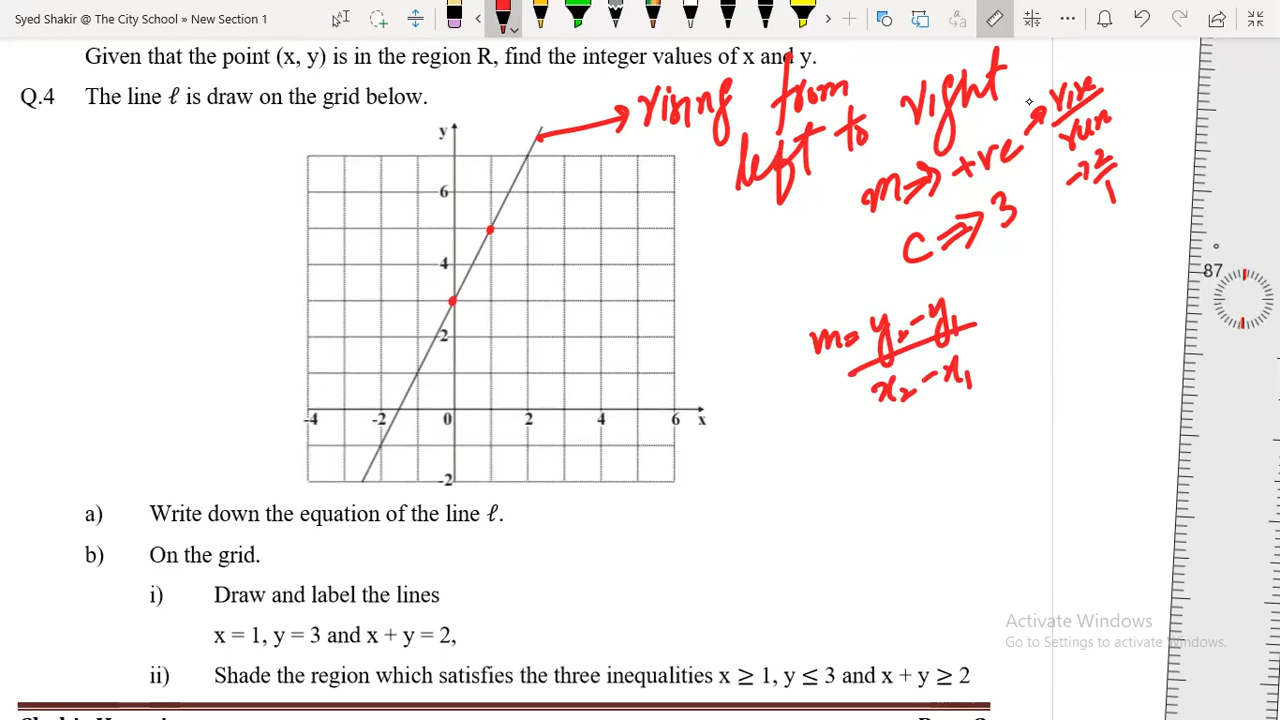 Syed Shakir @ The City School » New Section 1
Given that the point (x, y) is in the region R, find the integer values of x and y.
Q.4 The line ℓ is draw on the grid below.
rising from
left to right
m ⇒ +ve → rise/run
→ 2/1
c ⇒ 3
m = y₂ - y₁
x₂ - x₁
y
6
4
2
-4 -2 0 2 4 6 x
-2
87°
a) Write down the equation of the line ℓ.
b) On the grid.
i) Draw and label the lines
x = 1, y = 3 and x + y = 2,
ii) Shade the region which satisfies the three inequalities x ≥ 1, y ≤ 3 and x + y ≥ 2
Activate Windows
Go to Settings to activate Windows.